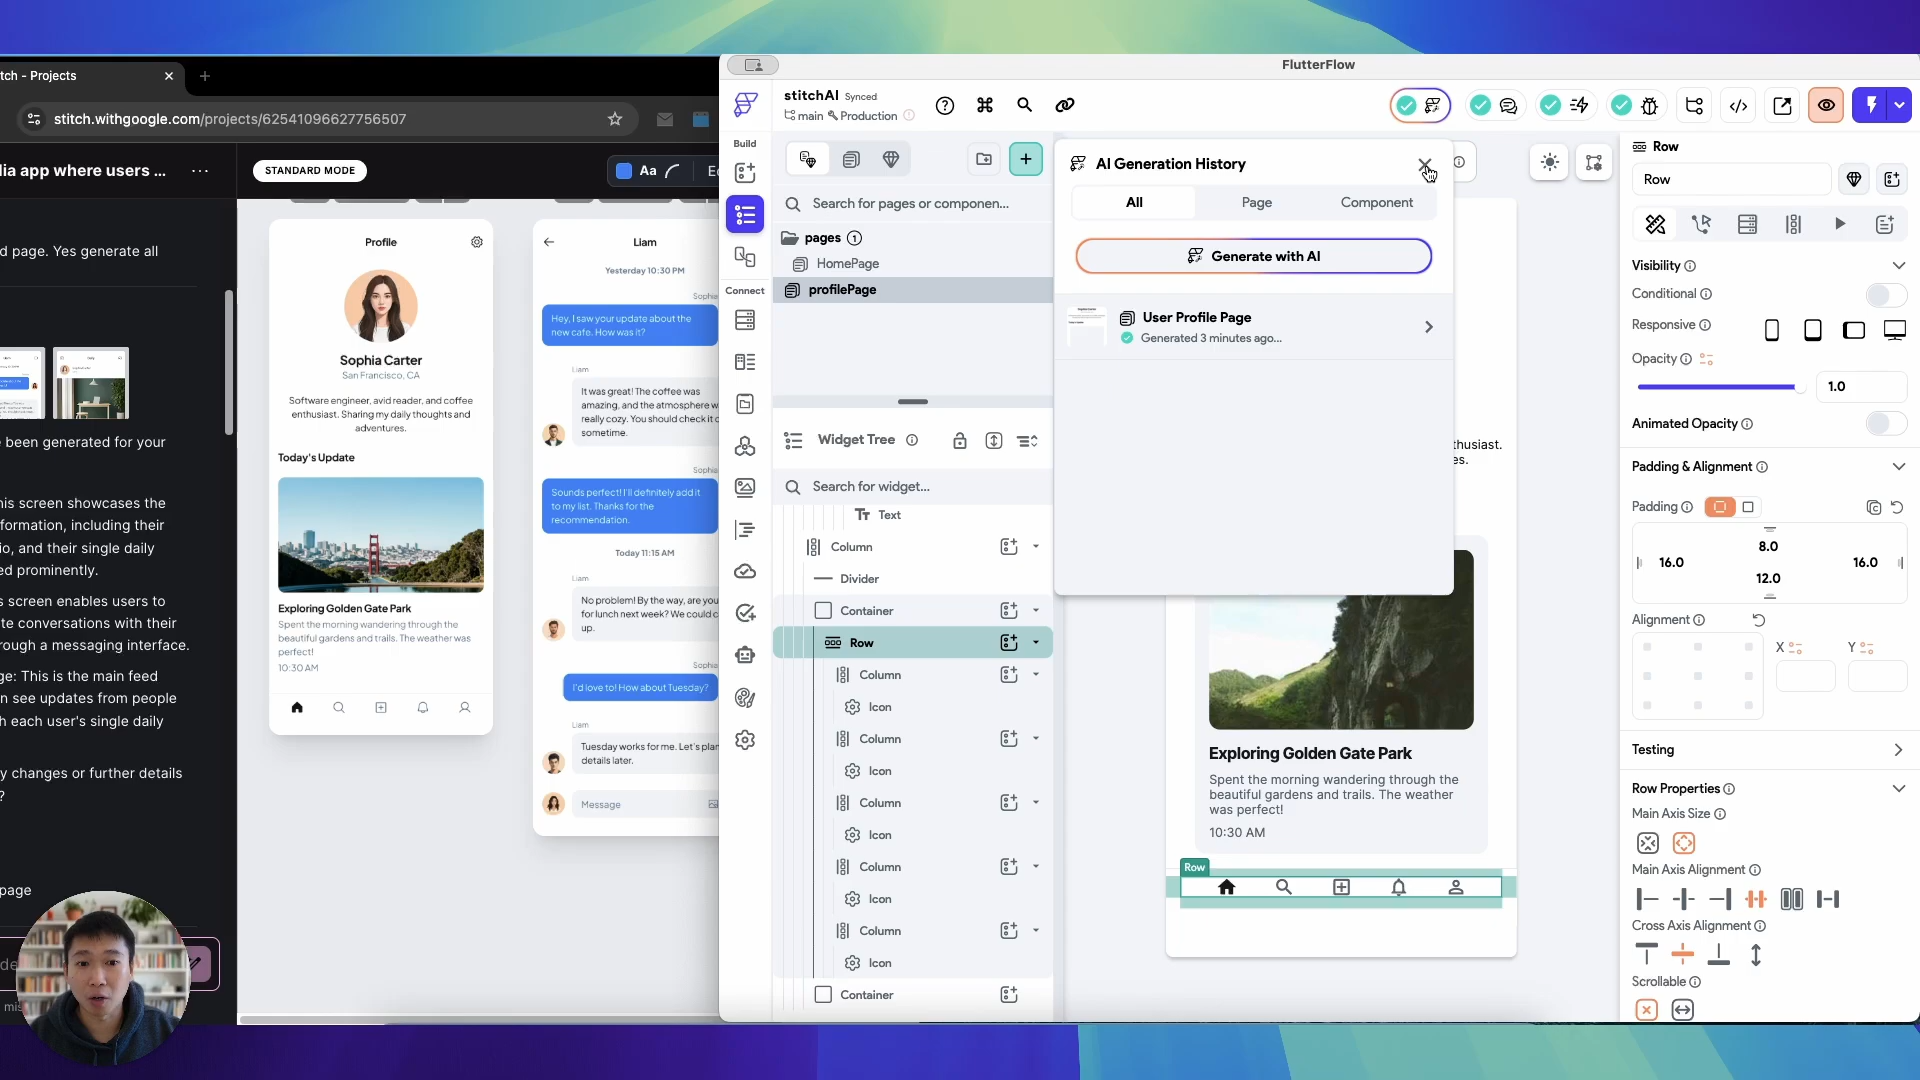 tch - Projects
stitch.withgoogle.com/projects/62541096627756507
dia app where users ...
STANDARD MODE
Aa
d page. Yes generate all
been generated for your
his screen showcases the
formation, including their
io, and their single daily
ed prominently.
s screen enables users to
te conversations with their
rough a messaging interface.
ge: This is the main feed
n see updates from people
h each user's single daily
y changes or further details
?
page
Profile
Sophia Carter
San Francisco, CA
Software engineer, avid reader, and coffee
enthusiast. Sharing my daily thoughts and
adventures.
Today's Update
Exploring Golden Gate Park
Spent the morning wandering through the
beautiful gardens and trails. The weather was
perfect!
10:30 AM
Liam
Yesterday 10:30 PM
Sophia
Hey, I saw your update about the
new cafe. How was it?
Liam
It was great! The coffee was
amazing, and the atmosphere w
really cozy. You should check it o
sometime.
Sophia
Sounds perfect! I'll definitely add it
to my list. Thanks for the
recommendation.
Today 11:15 AM
Liam
No problem! By the way, are you
for lunch next week? We could c
up.
Sophia
I'd love to! How about Tuesday?
Liam
Tuesday works for me. Let's plan
details later.
Message
FlutterFlow
stitchAI Synced
main Production
Build
Connect
Search for pages or componen...
pages 1
HomePage
profilePage
Widget Tree
Search for widget...
Text
Column
Divider
Container
Row
Column
Icon
Column
Icon
Column
Icon
Column
Icon
Column
Icon
Container
AI Generation History
All
Page
Component
Generate with AI
User Profile Page
Generated 3 minutes ago...
thusiast.
es.
Exploring Golden Gate Park
Spent the morning wandering through the
beautiful gardens and trails. The weather
was perfect!
10:30 AM
Row
Row
Row
Visibility
Conditional
Responsive
Opacity
1.0
Animated Opacity
Padding & Alignment
Padding
8.0
16.0
16.0
12.0
Alignment
X
Y
Testing
Row Properties
Main Axis Size
Main Axis Alignment
Cross Axis Alignment
Scrollable